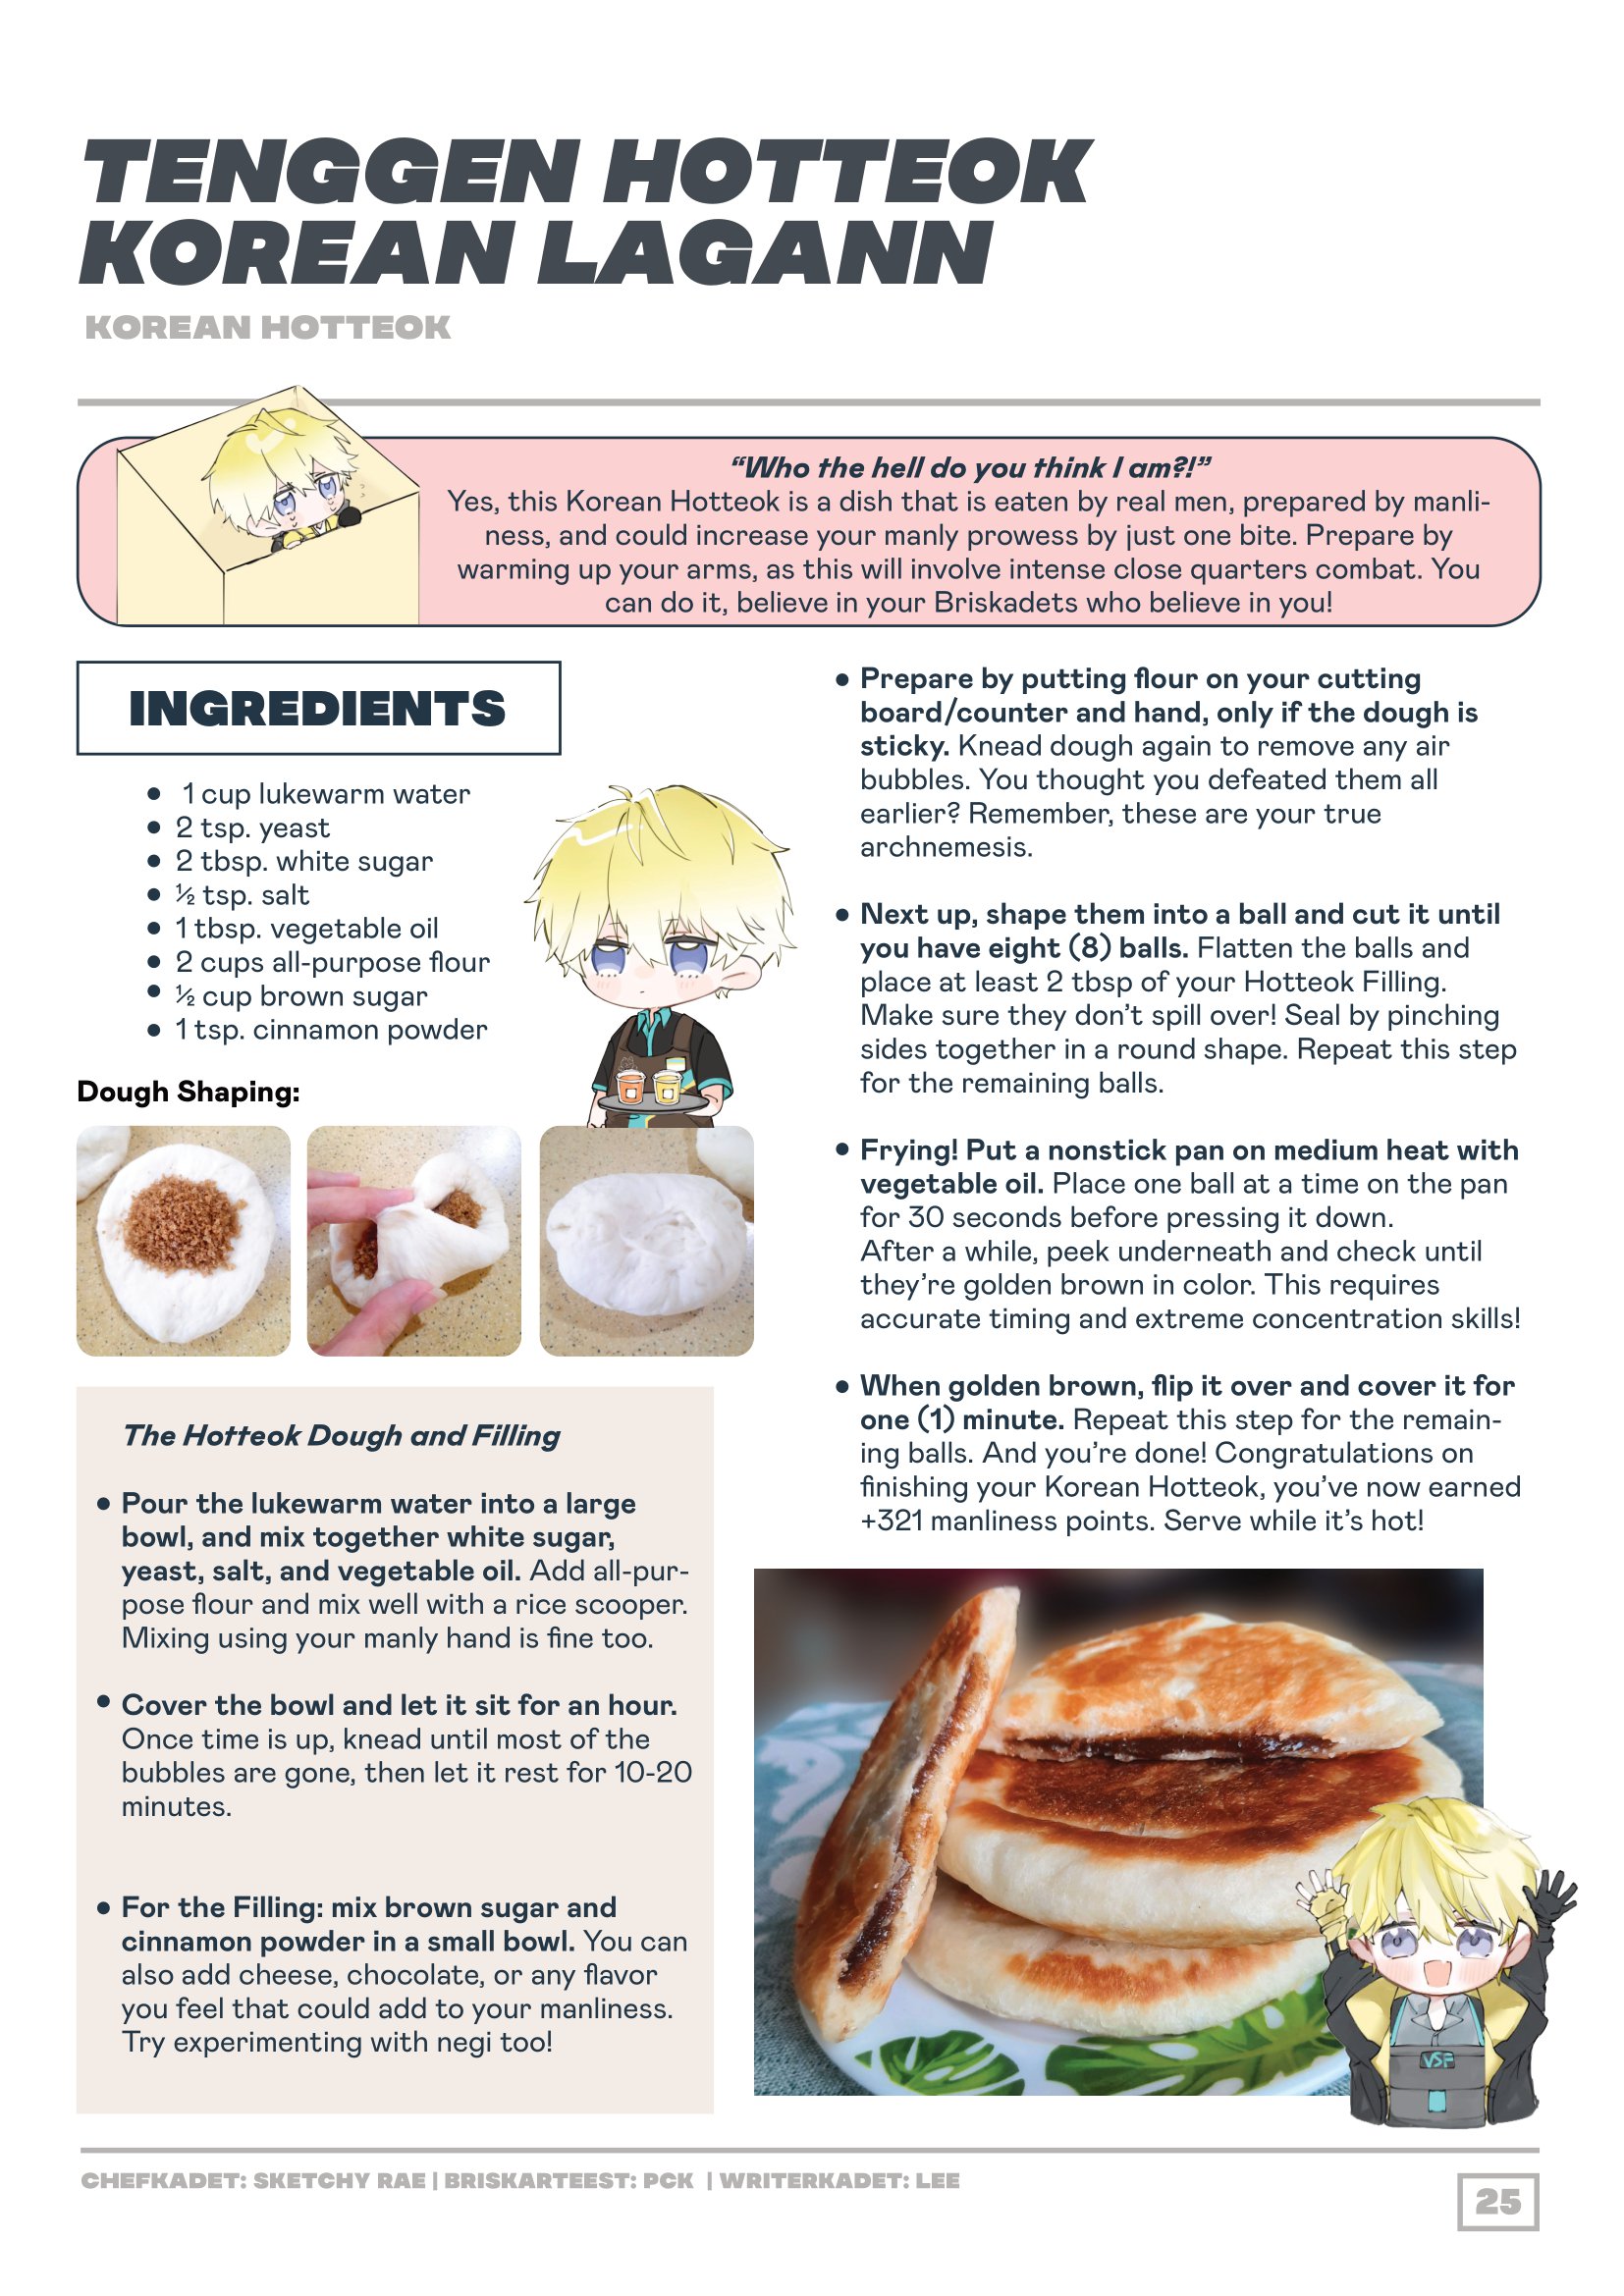 TENGGEN HOTTEOK
KOREAN LAGANN
KOREAN HOTTEOK
“Who the hell do you think I am?!”
Yes, this Korean Hotteok is a dish that is eaten by real men, prepared by manli-
ness, and could increase your manly prowess by just one bite. Prepare by
warming up your arms, as this will involve intense close quarters combat. You
can do it, believe in your Briskadets who believe in you!
INGREDIENTS
• 1 cup lukewarm water
• 2 tsp. yeast
• 2 tbsp. white sugar
• ½ tsp. salt
• 1 tbsp. vegetable oil
• 2 cups all-purpose flour
• ½ cup brown sugar
• 1 tsp. cinnamon powder
Dough Shaping:
The Hotteok Dough and Filling
• Pour the lukewarm water into a large
bowl, and mix together white sugar,
yeast, salt, and vegetable oil. Add all-pur-
pose flour and mix well with a rice scooper.
Mixing using your manly hand is fine too.
• Cover the bowl and let it sit for an hour.
Once time is up, knead until most of the
bubbles are gone, then let it rest for 10-20
minutes.
• For the Filling: mix brown sugar and
cinnamon powder in a small bowl. You can
also add cheese, chocolate, or any flavor
you feel that could add to your manliness.
Try experimenting with negi too!
• Prepare by putting flour on your cutting
board/counter and hand, only if the dough is
sticky. Knead dough again to remove any air
bubbles. You thought you defeated them all
earlier? Remember, these are your true
archnemesis.
• Next up, shape them into a ball and cut it until
you have eight (8) balls. Flatten the balls and
place at least 2 tbsp of your Hotteok Filling.
Make sure they don’t spill over! Seal by pinching
sides together in a round shape. Repeat this step
for the remaining balls.
• Frying! Put a nonstick pan on medium heat with
vegetable oil. Place one ball at a time on the pan
for 30 seconds before pressing it down.
After a while, peek underneath and check until
they’re golden brown in color. This requires
accurate timing and extreme concentration skills!
• When golden brown, flip it over and cover it for
one (1) minute. Repeat this step for the remain-
ing balls. And you’re done! Congratulations on
finishing your Korean Hotteok, you’ve now earned
+321 manliness points. Serve while it’s hot!
VSF
CHEFKADET: SKETCHY RAE | BRISKARTEEST: PCK | WRITERKADET: LEE
25